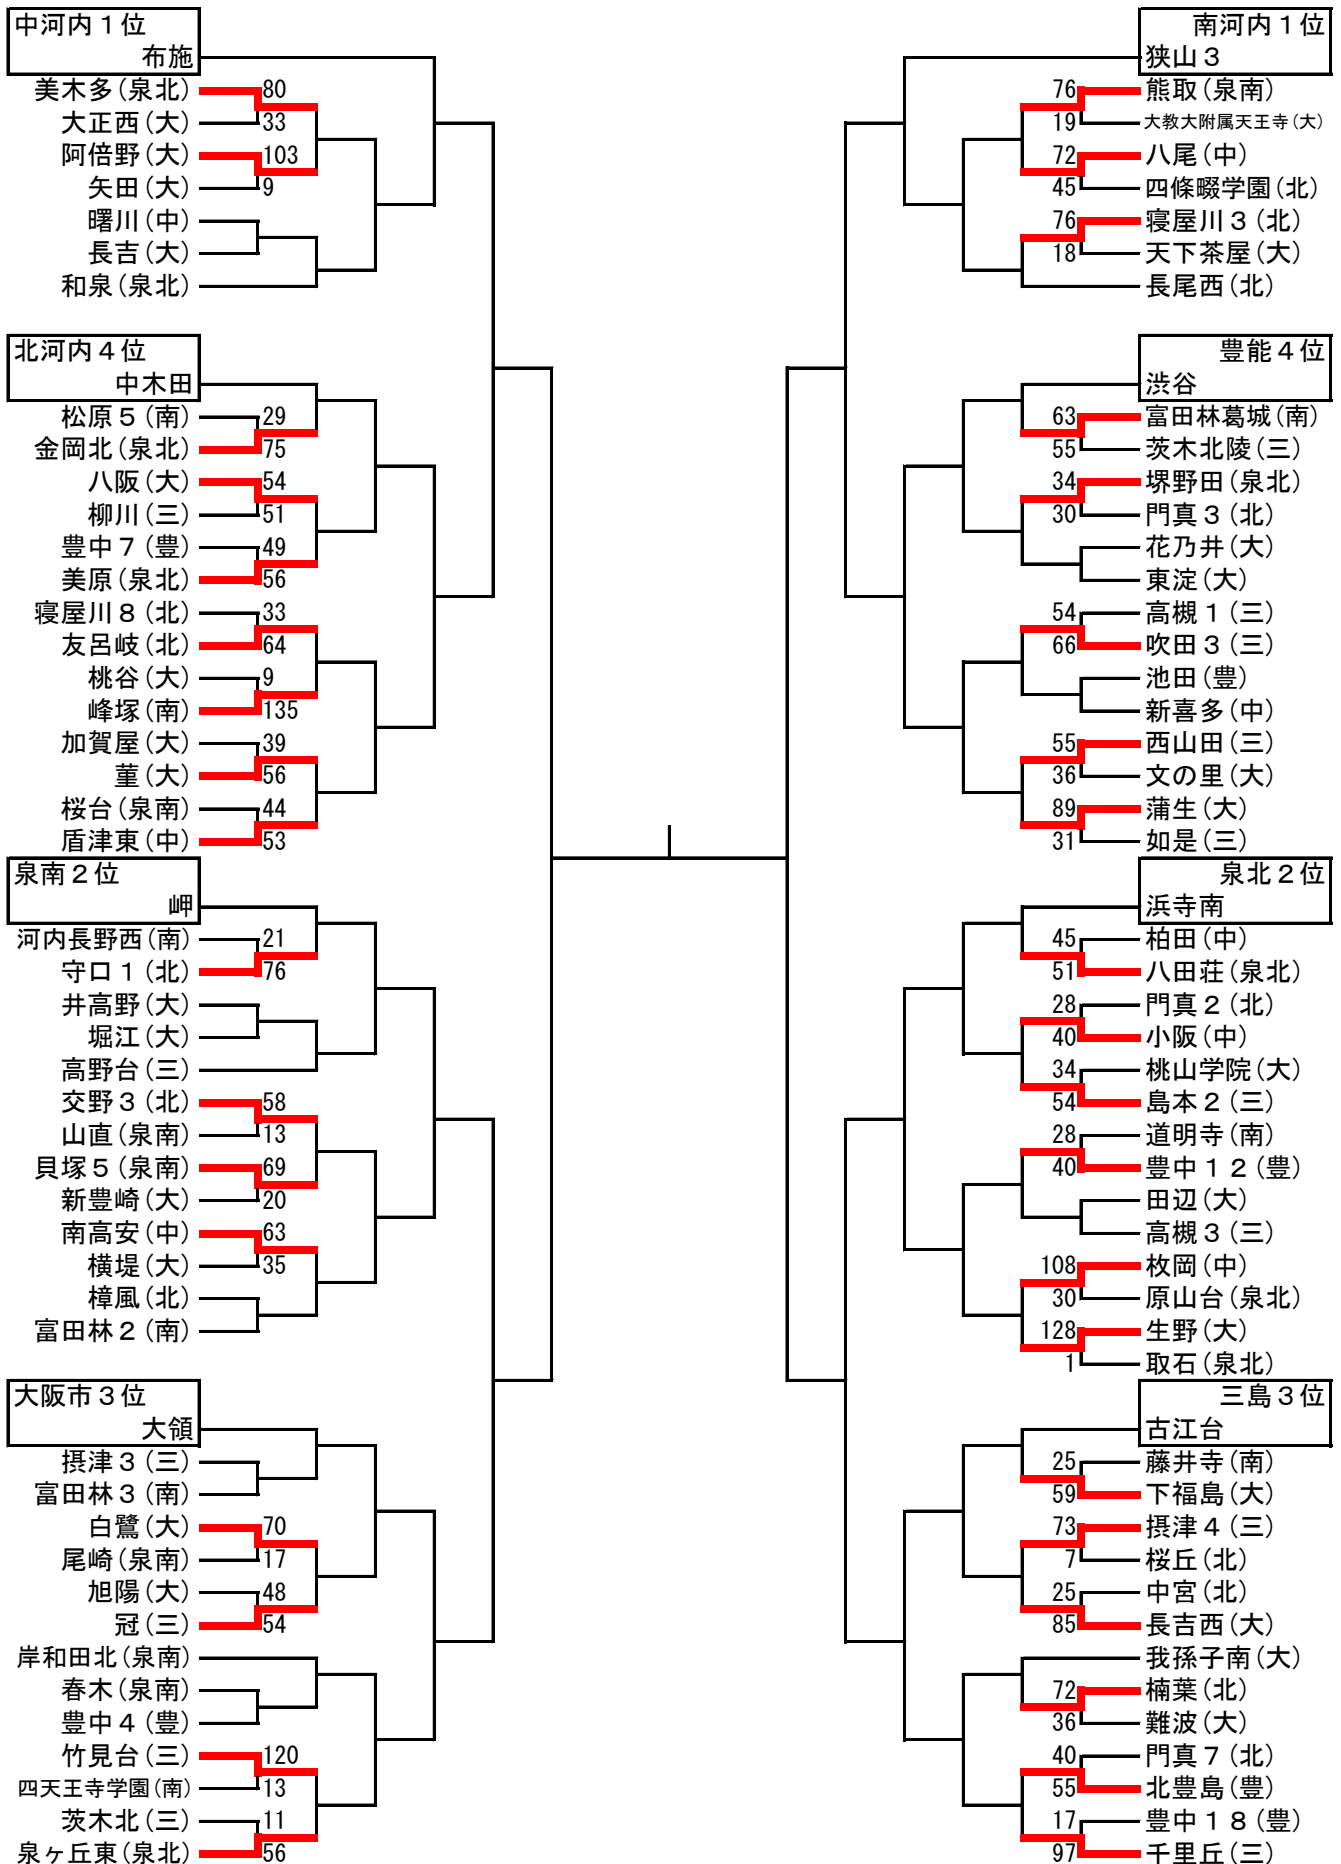 中河内１位
布施
美木多(泉北) 80
大正西(大) 33
阿倍野(大) 103
矢田(大) 9
曙川(中)
長吉(大)
和泉(泉北)
北河内４位
中木田
松原５(南) 29
金岡北(泉北) 75
八阪(大) 54
柳川(三) 51
豊中７(豊) 49
美原(泉北) 56
寝屋川８(北) 33
友呂岐(北) 64
桃谷(大) 9
峰塚(南) 135
加賀屋(大) 39
菫(大) 56
桜台(泉南) 44
盾津東(中) 53
泉南２位
岬
河内長野西(南) 21
守口１(北) 76
井高野(大)
堀江(大)
高野台(三)
交野３(北) 58
山直(泉南) 13
貝塚５(泉南) 69
新豊崎(大) 20
南高安(中) 63
横堤(大) 35
樟風(北)
富田林２(南)
大阪市３位
大領
摂津３(三)
富田林３(南)
白鷺(大) 70
尾崎(泉南) 17
旭陽(大) 48
冠(三) 54
岸和田北(泉南)
春木(泉南)
豊中４(豊)
竹見台(三) 120
四天王寺学園(南) 13
茨木北(三) 11
泉ヶ丘東(泉北) 56
南河内１位
狭山３
76 熊取(泉南)
19 大教大附属天王寺(大)
72 八尾(中)
45 四條畷学園(北)
76 寝屋川３(北)
18 天下茶屋(大)
長尾西(北)
豊能４位
渋谷
63 富田林葛城(南)
55 茨木北陵(三)
34 堺野田(泉北)
30 門真３(北)
花乃井(大)
東淀(大)
54 高槻１(三)
66 吹田３(三)
池田(豊)
新喜多(中)
55 西山田(三)
36 文の里(大)
89 蒲生(大)
31 如是(三)
泉北２位
浜寺南
45 柏田(中)
51 八田荘(泉北)
28 門真２(北)
40 小阪(中)
34 桃山学院(大)
54 島本２(三)
28 道明寺(南)
40 豊中１２(豊)
田辺(大)
高槻３(三)
108 枚岡(中)
30 原山台(泉北)
128 生野(大)
1 取石(泉北)
三島３位
古江台
25 藤井寺(南)
59 下福島(大)
73 摂津４(三)
7 桜丘(北)
25 中宮(北)
85 長吉西(大)
我孫子南(大)
72 楠葉(北)
36 難波(大)
40 門真７(北)
55 北豊島(豊)
17 豊中１８(豊)
97 千里丘(三)